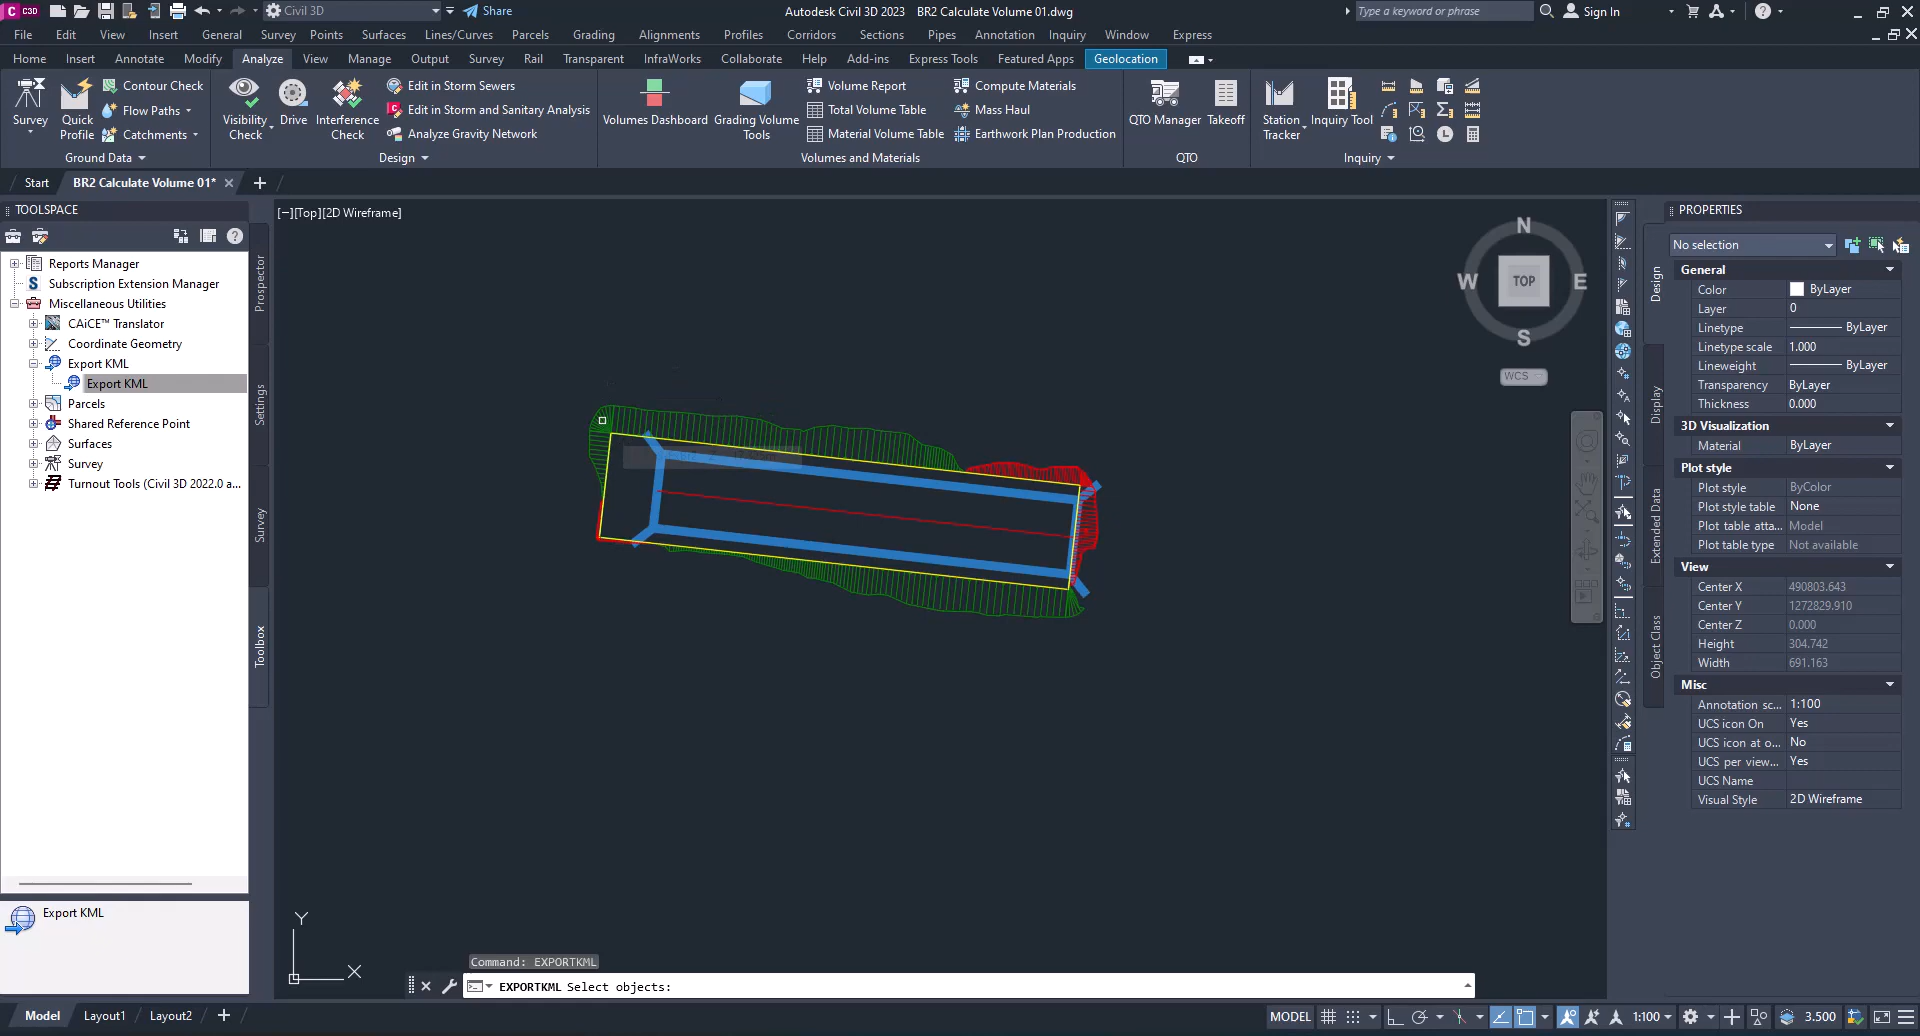 C3D Civil 3D Share Autodesk Civil 3D 2023 BR2 Calculate Volume 01.dwg Type a keyword or phrase Sign In
File Edit View Insert General Survey Points Surfaces Lines/Curves Parcels Grading Alignments Profiles Corridors Sections Pipes Annotation Inquiry Window Express
Home Insert Annotate Modify Analyze View Manage Output Survey Rail Transparent InfraWorks Collaborate Help Add-ins Express Tools Featured Apps Geolocation
Contour Check Edit in Storm Sewers Volume Report Compute Materials
Flow Paths Edit in Storm and Sanitary Analysis Total Volume Table Mass Haul
Catchments Analyze Gravity Network Material Volume Table Earthwork Plan Production
Survey Quick Profile Visibility Check Drive Interference Check Volumes Dashboard Grading Volume Tools QTO Manager Takeoff Station Tracker Inquiry Tool
Ground Data Design Volumes and Materials QTO Inquiry
Start BR2 Calculate Volume 01*
TOOLSPACE
Reports Manager
Subscription Extension Manager
Miscellaneous Utilities
CAiCE™ Translator
Coordinate Geometry
Export KML
Export KML
Parcels
Shared Reference Point
Surfaces
Survey
Turnout Tools (Civil 3D 2022.0 a...
Export KML
Prospector
Settings
Survey
Toolbox
[−][Top][2D Wireframe]
N
W TOP E
S
WCS
Y
X
Command: EXPORTKML
EXPORTKML Select objects:
PROPERTIES
No selection
Design
Display
Extended Data
Object Class
General
Color ByLayer
Layer 0
Linetype ByLayer
Linetype scale 1.000
Lineweight ByLayer
Transparency ByLayer
Thickness 0.000
3D Visualization
Material ByLayer
Plot style
Plot style ByColor
Plot style table None
Plot table atta... Model
Plot table type Not available
View
Center X 490803.643
Center Y 1272829.910
Center Z 0.000
Height 304.742
Width 691.163
Misc
Annotation sc... 1:100
UCS icon On Yes
UCS icon at o... No
UCS per view... Yes
UCS Name
Visual Style 2D Wireframe
Model Layout1 Layout2
MODEL 1:100 3.500